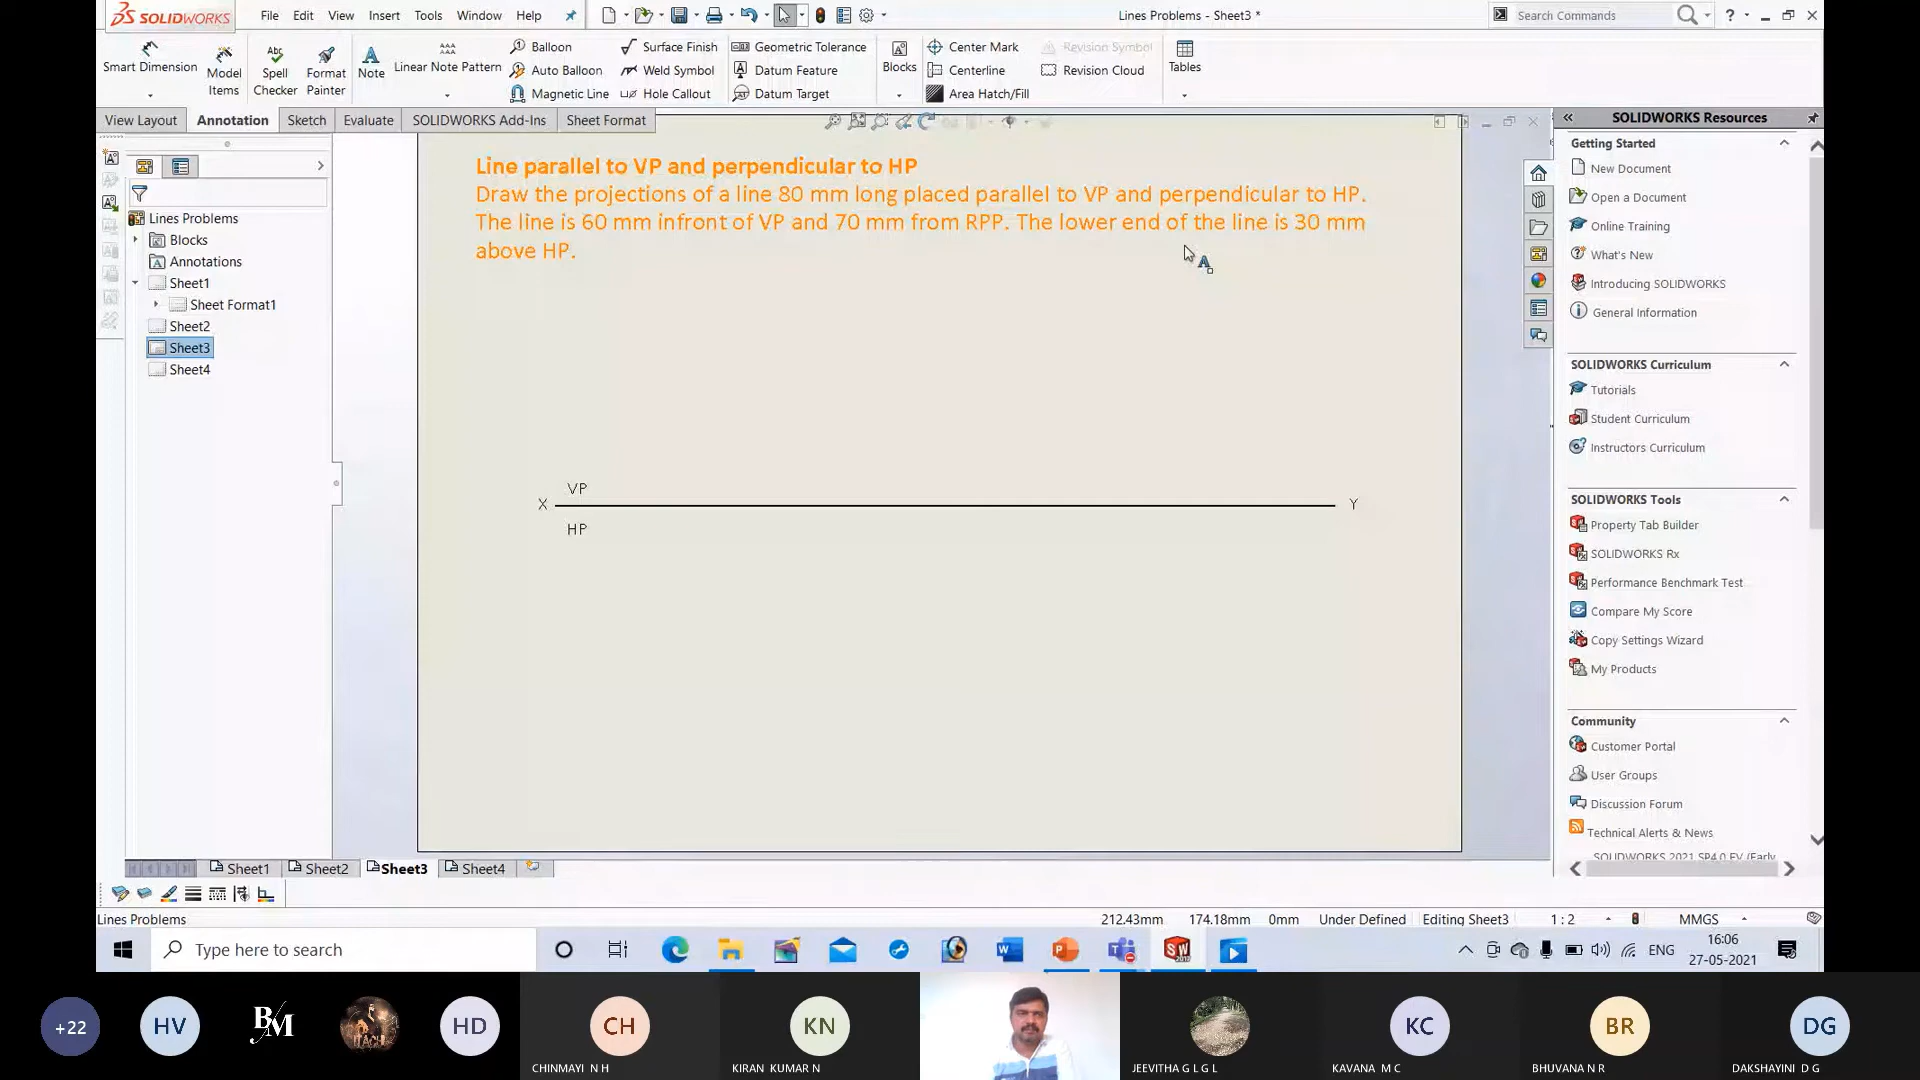 SOLIDWORKS
File Edit View Insert Tools Window Help
Lines Problems - Sheet3 *
Search Commands
Smart Dimension
Model Items
Spell Checker
Format Painter
Note
Linear Note Pattern
Balloon
Auto Balloon
Magnetic Line
Surface Finish
Weld Symbol
Hole Callout
Geometric Tolerance
Datum Feature
Datum Target
Blocks
Center Mark
Centerline
Area Hatch/Fill
Revision Symbol
Revision Cloud
Tables
View Layout Annotation Sketch Evaluate SOLIDWORKS Add-Ins Sheet Format
Lines Problems
Blocks
Annotations
Sheet1
Sheet Format1
Sheet2
Sheet3
Sheet4
Line parallel to VP and perpendicular to HP
Draw the projections of a line 80 mm long placed parallel to VP and perpendicular to HP.
The line is 60 mm infront of VP and 70 mm from RPP. The lower end of the line is 30 mm
above HP.
VP
X Y
HP
SOLIDWORKS Resources
Getting Started
New Document
Open a Document
Online Training
What's New
Introducing SOLIDWORKS
General Information
SOLIDWORKS Curriculum
Tutorials
Student Curriculum
Instructors Curriculum
SOLIDWORKS Tools
Property Tab Builder
SOLIDWORKS Rx
Performance Benchmark Test
Compare My Score
Copy Settings Wizard
My Products
Community
Customer Portal
User Groups
Discussion Forum
Technical Alerts & News
SOLIDWORKS 2021 SP4.0 EV (Early
Sheet1 Sheet2 Sheet3 Sheet4
Lines Problems
212.43mm 174.18mm 0mm Under Defined Editing Sheet3 1 : 2 MMGS
Type here to search
ENG
16:06
27-05-2021
+22
HV
BM
HD
CH
CHINMAYI N H
KN
KIRAN KUMAR N
JEEVITHA G L G L
KC
KAVANA M C
BR
BHUVANA N R
DG
DAKSHAYINI D G